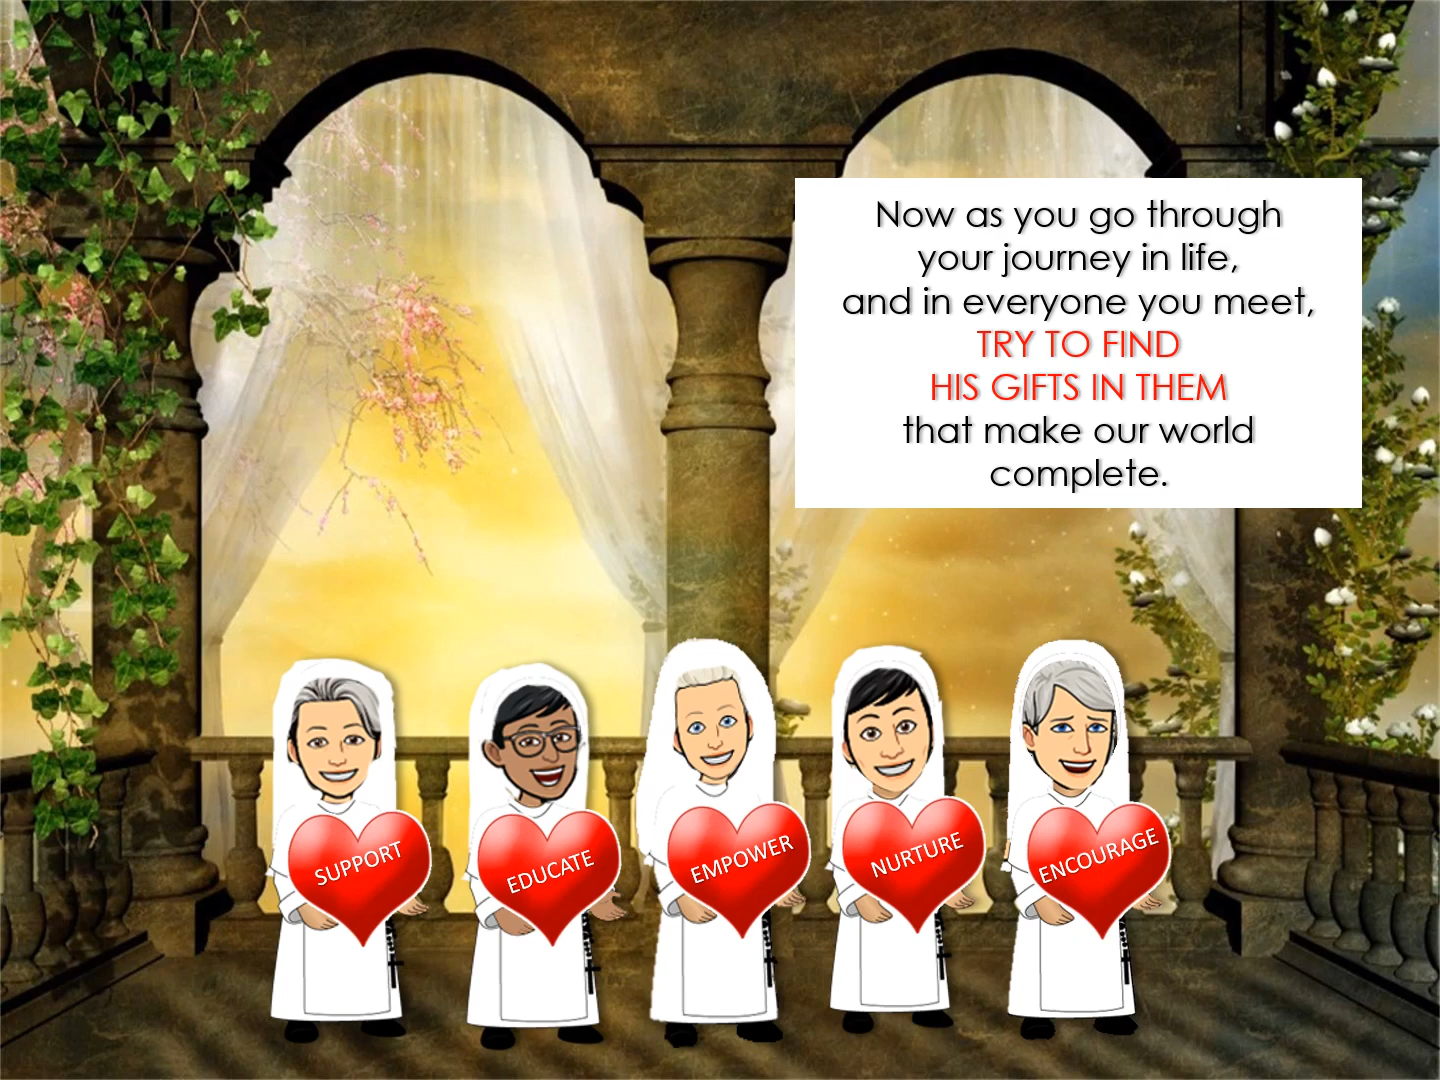 Now as you go through
your journey in life,
and in everyone you meet,
TRY TO FIND
HIS GIFTS IN THEM
that make our world
complete.
SUPPORT
EDUCATE
EMPOWER
NURTURE
ENCOURAGE